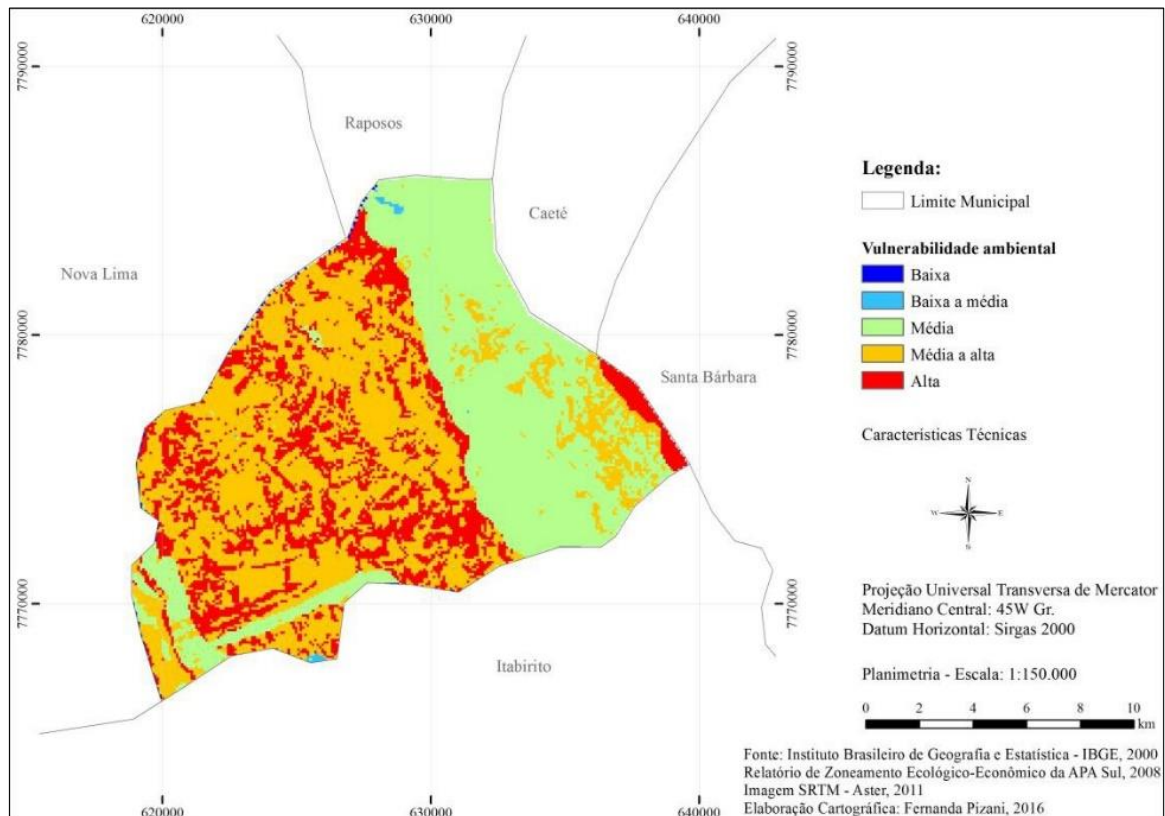 620000
630000
640000
7790000
7790000
Raposos
Caeté
Nova Lima
7780000
7780000
Santa Bárbara
7770000
7770000
Itabirito
620000
630000
640000
Legenda:
Limite Municipal
Vulnerabilidade ambiental
Baixa
Baixa a média
Média
Média a alta
Alta
Características Técnicas
N
W E
S
Projeção Universal Transversa de Mercator
Meridiano Central: 45W Gr.
Datum Horizontal: Sirgas 2000
Planimetria - Escala: 1:150.000
0 2 4 6 8 10
km
Fonte: Instituto Brasileiro de Geografia e Estatística - IBGE, 2000
Relatório de Zoneamento Ecológico-Econômico da APA Sul, 2008
Imagem SRTM - Aster, 2011
Elaboração Cartográfica: Fernanda Pizani, 2016